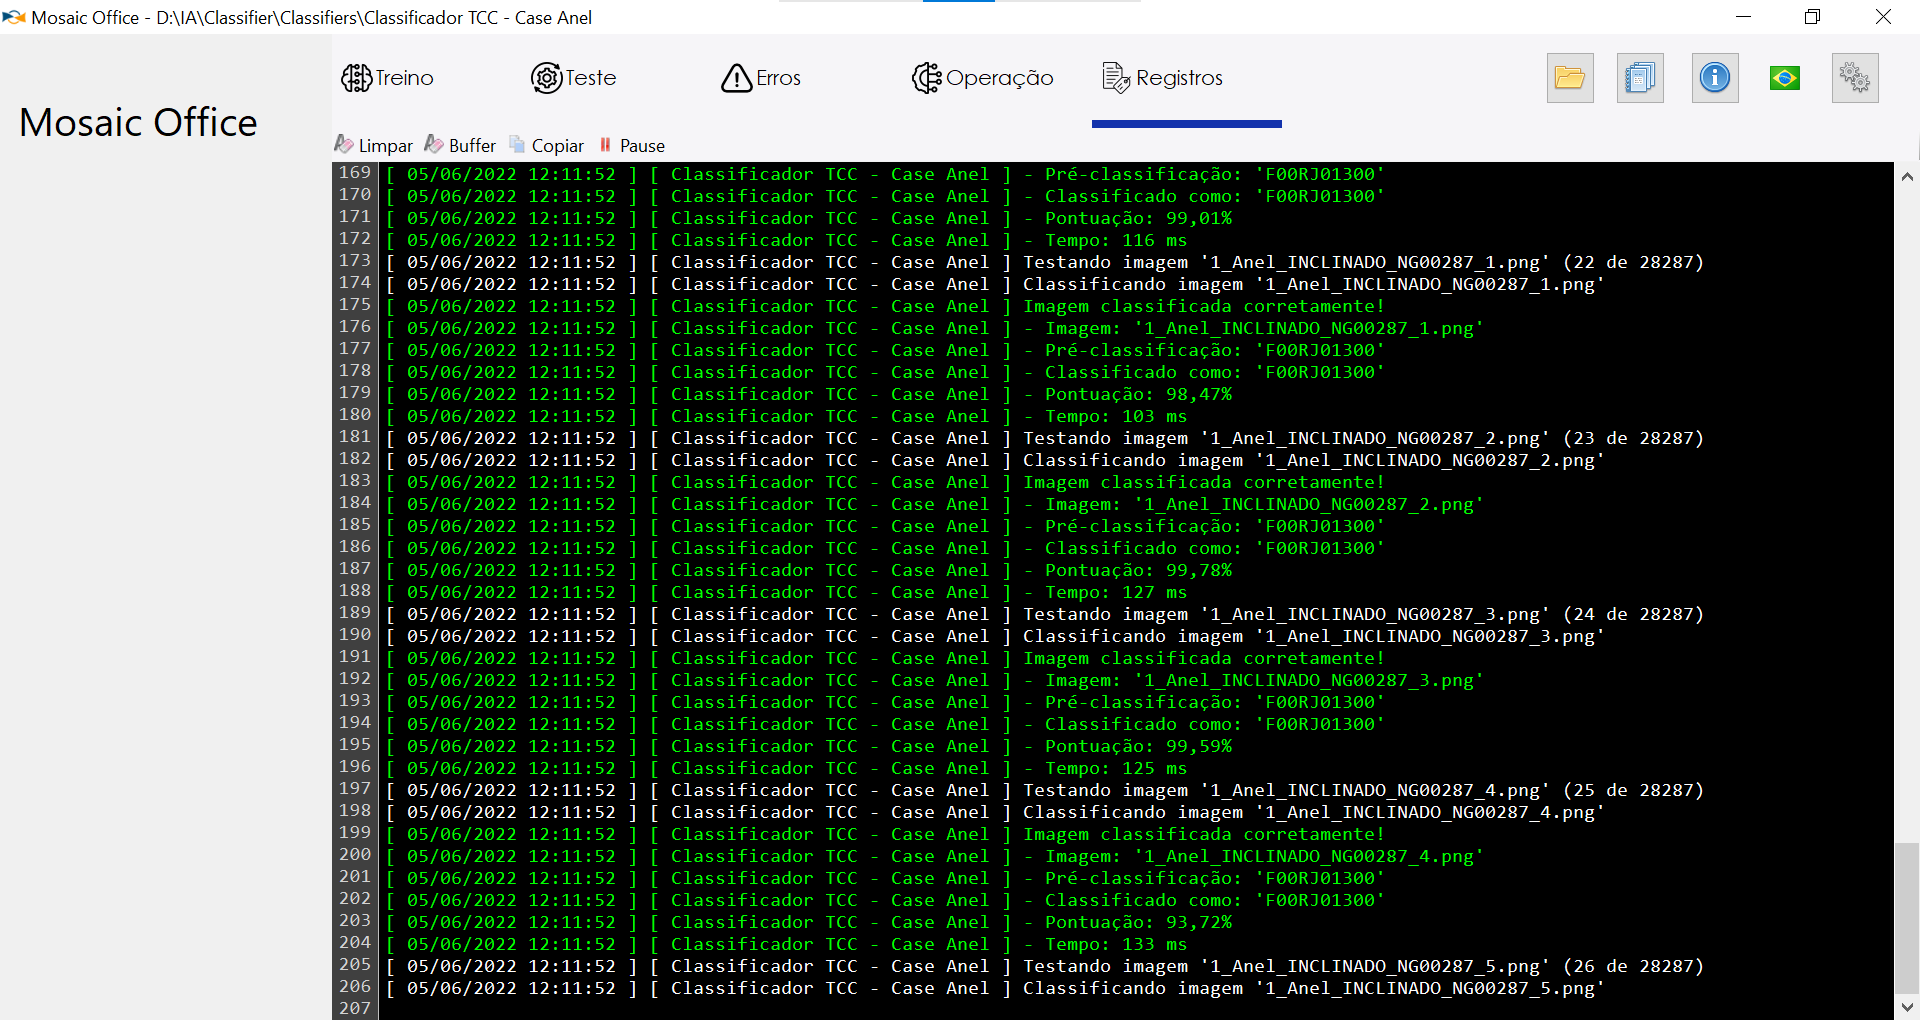 Mosaic Office - D:\IA\Classifier\Classifiers\Classificador TCC - Case Anel
Mosaic Office
Treino Teste Erros Operação Registros
Limpar Buffer Copiar Pause
169 [ 05/06/2022 12:11:52 ] [ Classificador TCC - Case Anel ] - Pré-classificação: 'F00RJ01300'
170 [ 05/06/2022 12:11:52 ] [ Classificador TCC - Case Anel ] - Classificado como: 'F00RJ01300'
171 [ 05/06/2022 12:11:52 ] [ Classificador TCC - Case Anel ] - Pontuação: 99,01%
172 [ 05/06/2022 12:11:52 ] [ Classificador TCC - Case Anel ] - Tempo: 116 ms
173 [ 05/06/2022 12:11:52 ] [ Classificador TCC - Case Anel ] Testando imagem '1_Anel_INCLINADO_NG00287_1.png' (22 de 28287)
174 [ 05/06/2022 12:11:52 ] [ Classificador TCC - Case Anel ] Classificando imagem '1_Anel_INCLINADO_NG00287_1.png'
175 [ 05/06/2022 12:11:52 ] [ Classificador TCC - Case Anel ] Imagem classificada corretamente!
176 [ 05/06/2022 12:11:52 ] [ Classificador TCC - Case Anel ] - Imagem: '1_Anel_INCLINADO_NG00287_1.png'
177 [ 05/06/2022 12:11:52 ] [ Classificador TCC - Case Anel ] - Pré-classificação: 'F00RJ01300'
178 [ 05/06/2022 12:11:52 ] [ Classificador TCC - Case Anel ] - Classificado como: 'F00RJ01300'
179 [ 05/06/2022 12:11:52 ] [ Classificador TCC - Case Anel ] - Pontuação: 98,47%
180 [ 05/06/2022 12:11:52 ] [ Classificador TCC - Case Anel ] - Tempo: 103 ms
181 [ 05/06/2022 12:11:52 ] [ Classificador TCC - Case Anel ] Testando imagem '1_Anel_INCLINADO_NG00287_2.png' (23 de 28287)
182 [ 05/06/2022 12:11:52 ] [ Classificador TCC - Case Anel ] Classificando imagem '1_Anel_INCLINADO_NG00287_2.png'
183 [ 05/06/2022 12:11:52 ] [ Classificador TCC - Case Anel ] Imagem classificada corretamente!
184 [ 05/06/2022 12:11:52 ] [ Classificador TCC - Case Anel ] - Imagem: '1_Anel_INCLINADO_NG00287_2.png'
185 [ 05/06/2022 12:11:52 ] [ Classificador TCC - Case Anel ] - Pré-classificação: 'F00RJ01300'
186 [ 05/06/2022 12:11:52 ] [ Classificador TCC - Case Anel ] - Classificado como: 'F00RJ01300'
187 [ 05/06/2022 12:11:52 ] [ Classificador TCC - Case Anel ] - Pontuação: 99,78%
188 [ 05/06/2022 12:11:52 ] [ Classificador TCC - Case Anel ] - Tempo: 127 ms
189 [ 05/06/2022 12:11:52 ] [ Classificador TCC - Case Anel ] Testando imagem '1_Anel_INCLINADO_NG00287_3.png' (24 de 28287)
190 [ 05/06/2022 12:11:52 ] [ Classificador TCC - Case Anel ] Classificando imagem '1_Anel_INCLINADO_NG00287_3.png'
191 [ 05/06/2022 12:11:52 ] [ Classificador TCC - Case Anel ] Imagem classificada corretamente!
192 [ 05/06/2022 12:11:52 ] [ Classificador TCC - Case Anel ] - Imagem: '1_Anel_INCLINADO_NG00287_3.png'
193 [ 05/06/2022 12:11:52 ] [ Classificador TCC - Case Anel ] - Pré-classificação: 'F00RJ01300'
194 [ 05/06/2022 12:11:52 ] [ Classificador TCC - Case Anel ] - Classificado como: 'F00RJ01300'
195 [ 05/06/2022 12:11:52 ] [ Classificador TCC - Case Anel ] - Pontuação: 99,59%
196 [ 05/06/2022 12:11:52 ] [ Classificador TCC - Case Anel ] - Tempo: 125 ms
197 [ 05/06/2022 12:11:52 ] [ Classificador TCC - Case Anel ] Testando imagem '1_Anel_INCLINADO_NG00287_4.png' (25 de 28287)
198 [ 05/06/2022 12:11:52 ] [ Classificador TCC - Case Anel ] Classificando imagem '1_Anel_INCLINADO_NG00287_4.png'
199 [ 05/06/2022 12:11:52 ] [ Classificador TCC - Case Anel ] Imagem classificada corretamente!
200 [ 05/06/2022 12:11:52 ] [ Classificador TCC - Case Anel ] - Imagem: '1_Anel_INCLINADO_NG00287_4.png'
201 [ 05/06/2022 12:11:52 ] [ Classificador TCC - Case Anel ] - Pré-classificação: 'F00RJ01300'
202 [ 05/06/2022 12:11:52 ] [ Classificador TCC - Case Anel ] - Classificado como: 'F00RJ01300'
203 [ 05/06/2022 12:11:52 ] [ Classificador TCC - Case Anel ] - Pontuação: 93,72%
204 [ 05/06/2022 12:11:52 ] [ Classificador TCC - Case Anel ] - Tempo: 133 ms
205 [ 05/06/2022 12:11:52 ] [ Classificador TCC - Case Anel ] Testando imagem '1_Anel_INCLINADO_NG00287_5.png' (26 de 28287)
206 [ 05/06/2022 12:11:52 ] [ Classificador TCC - Case Anel ] Classificando imagem '1_Anel_INCLINADO_NG00287_5.png'
207